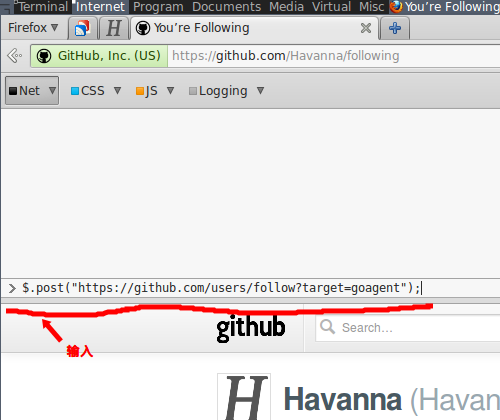 Terminal Internet Program Documents Media Virtual Misc You're Following
Firefox H You're Following
GitHub, Inc. (US) https://github.com/Havanna/following
Net CSS JS Logging
> $.post("https://github.com/users/follow?target=goagent");
输入
github Search...
H Havanna (Havan